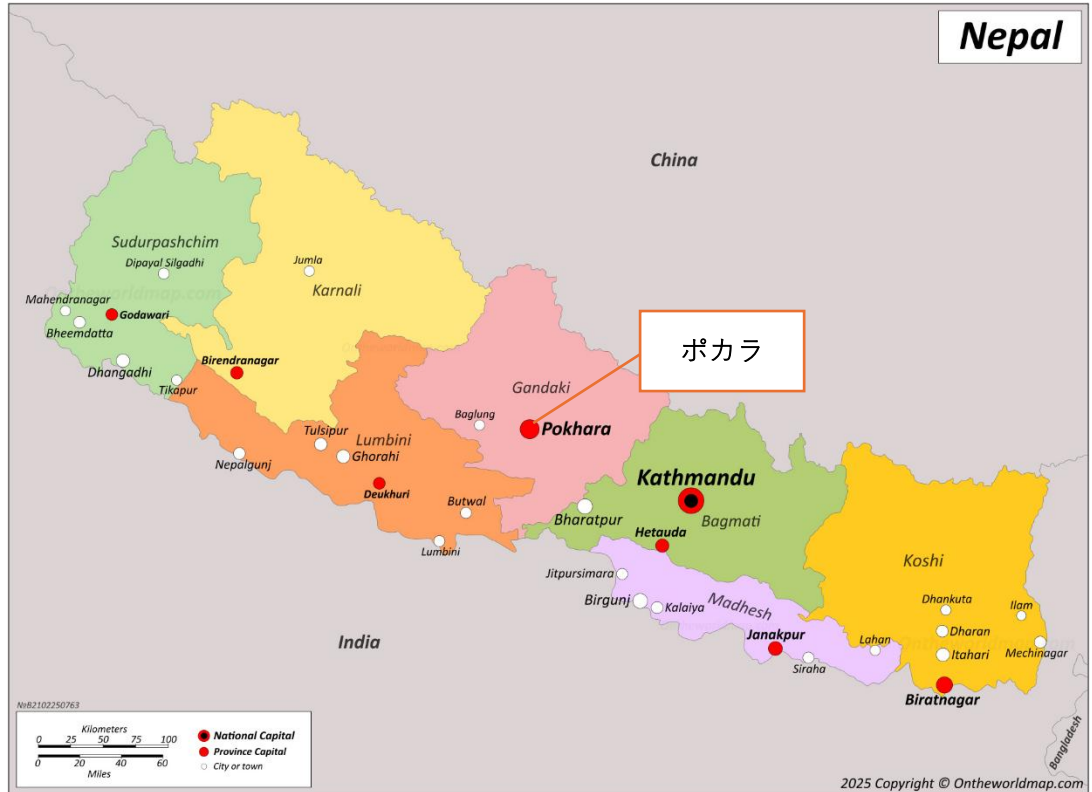 Nepal
China
Sudurpashchim
Dipayal Silgadhi
Jumla
Karnali
Mahendranagar
Godawari
Bheemdatta
Dhangadhi
Birendranagar
Tikapur
ポカラ
Gandaki
Baglung
Pokhara
Tulsipur
Lumbini
Ghorahi
Nepalgunj
Deukhuri
Butwal
Lumbini
Kathmandu
Bharatpur
Bagmati
Hetauda
Koshi
Jitpursimara
Birgunj
Kalaiya
Madhesh
Janakpur
Siraha
Lahan
Dhankuta
Ilam
Dharan
Itahari
Mechinagar
Biratnagar
India
Bangladesh
Ontheworldmap.com
№B2102250763
Kilometers
0 25 50 75 100
0 20 40 60
Miles
National Capital
Province Capital
City or town
2025 Copyright © Ontheworldmap.com